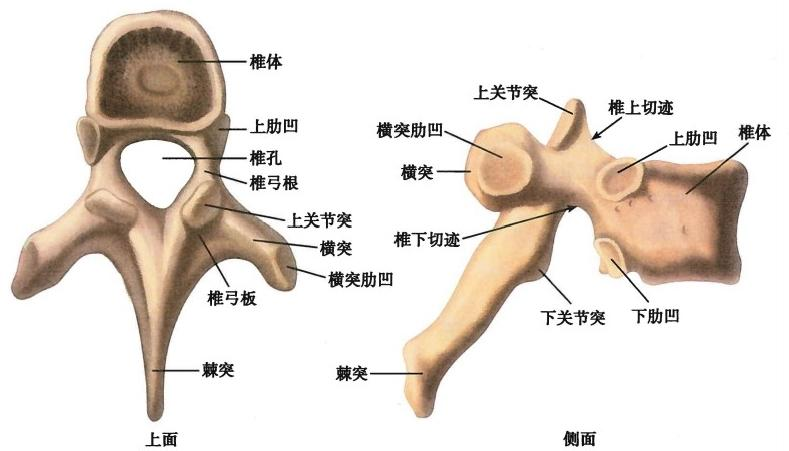 椎体
上肋凹
椎孔
椎弓根
上关节突
横突
横突肋凹
椎弓板
棘突
上面
上关节突
椎上切迹
横突肋凹
上肋凹
椎体
横突
椎下切迹
下关节突
下肋凹
棘突
侧面